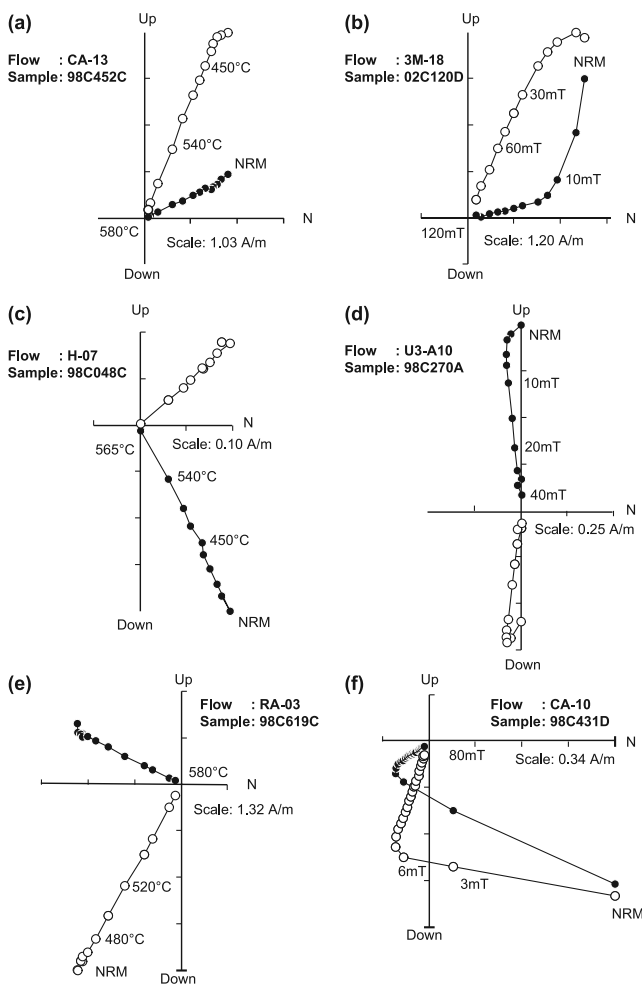 (a)
Up
Flow : CA-13
Sample: 98C452C
450°C
540°C
NRM
580°C
N
Scale: 1.03 A/m
Down
(b)
Up
Flow : 3M-18
Sample: 02C120D
NRM
30mT
60mT
10mT
N
120mT
Scale: 1.20 A/m
Down
(c)
Up
Flow : H-07
Sample: 98C048C
N
565°C
Scale: 0.10 A/m
540°C
450°C
Down
NRM
(d)
Up
NRM
Flow : U3-A10
Sample: 98C270A
10mT
20mT
40mT
N
Scale: 0.25 A/m
Down
(e)
Up
Flow : RA-03
Sample: 98C619C
580°C
N
Scale: 1.32 A/m
520°C
480°C
NRM
Down
(f)
Up
Flow : CA-10
Sample: 98C431D
N
80mT
Scale: 0.34 A/m
6mT
3mT
NRM
Down